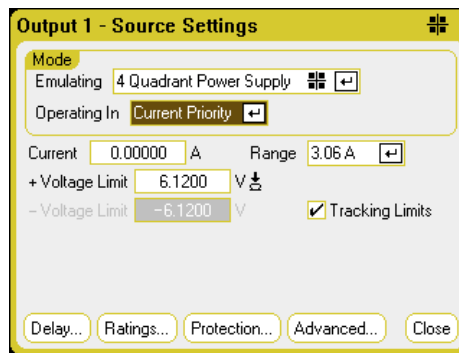 Output 1 - Source Settings
Mode
Emulating 4 Quadrant Power Supply
Operating In Current Priority
Current 0.00000 A Range 3.06 A
+ Voltage Limit 6.1200 V
- Voltage Limit -6.1200 V Tracking Limits
Delay... Ratings... Protection... Advanced... Close